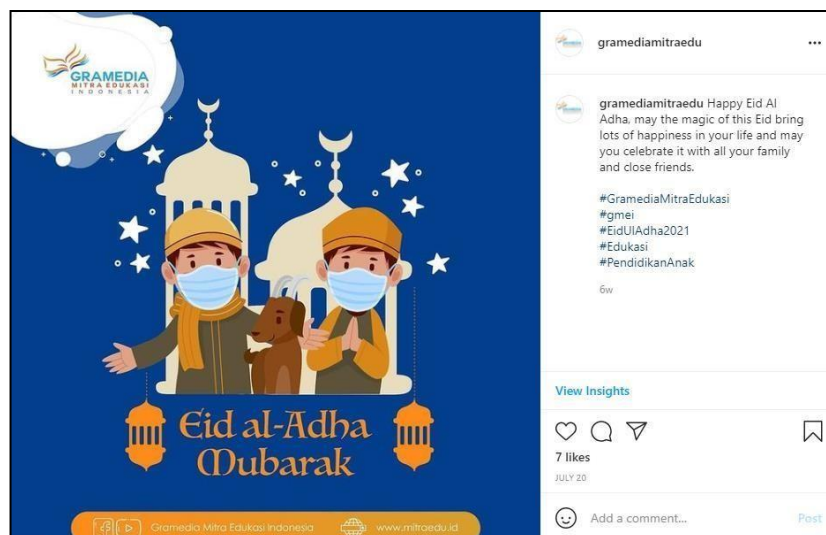 GRAMEDIA
MITRA EDUKASI
INDONESIA
Eid al-Adha
Mubarak
Gramedia Mitra Edukasi Indonesia www.mitraedu.id
gramediamitraedu
gramediamitraedu Happy Eid Al
Adha, may the magic of this Eid bring
lots of happiness in your life and may
you celebrate it with all your family
and close friends.
#GramediaMitraEdukasi
#gmei
#EidUlAdha2021
#Edukasi
#PendidikanAnak
6w
View Insights
7 likes
JULY 20
Add a comment... Post